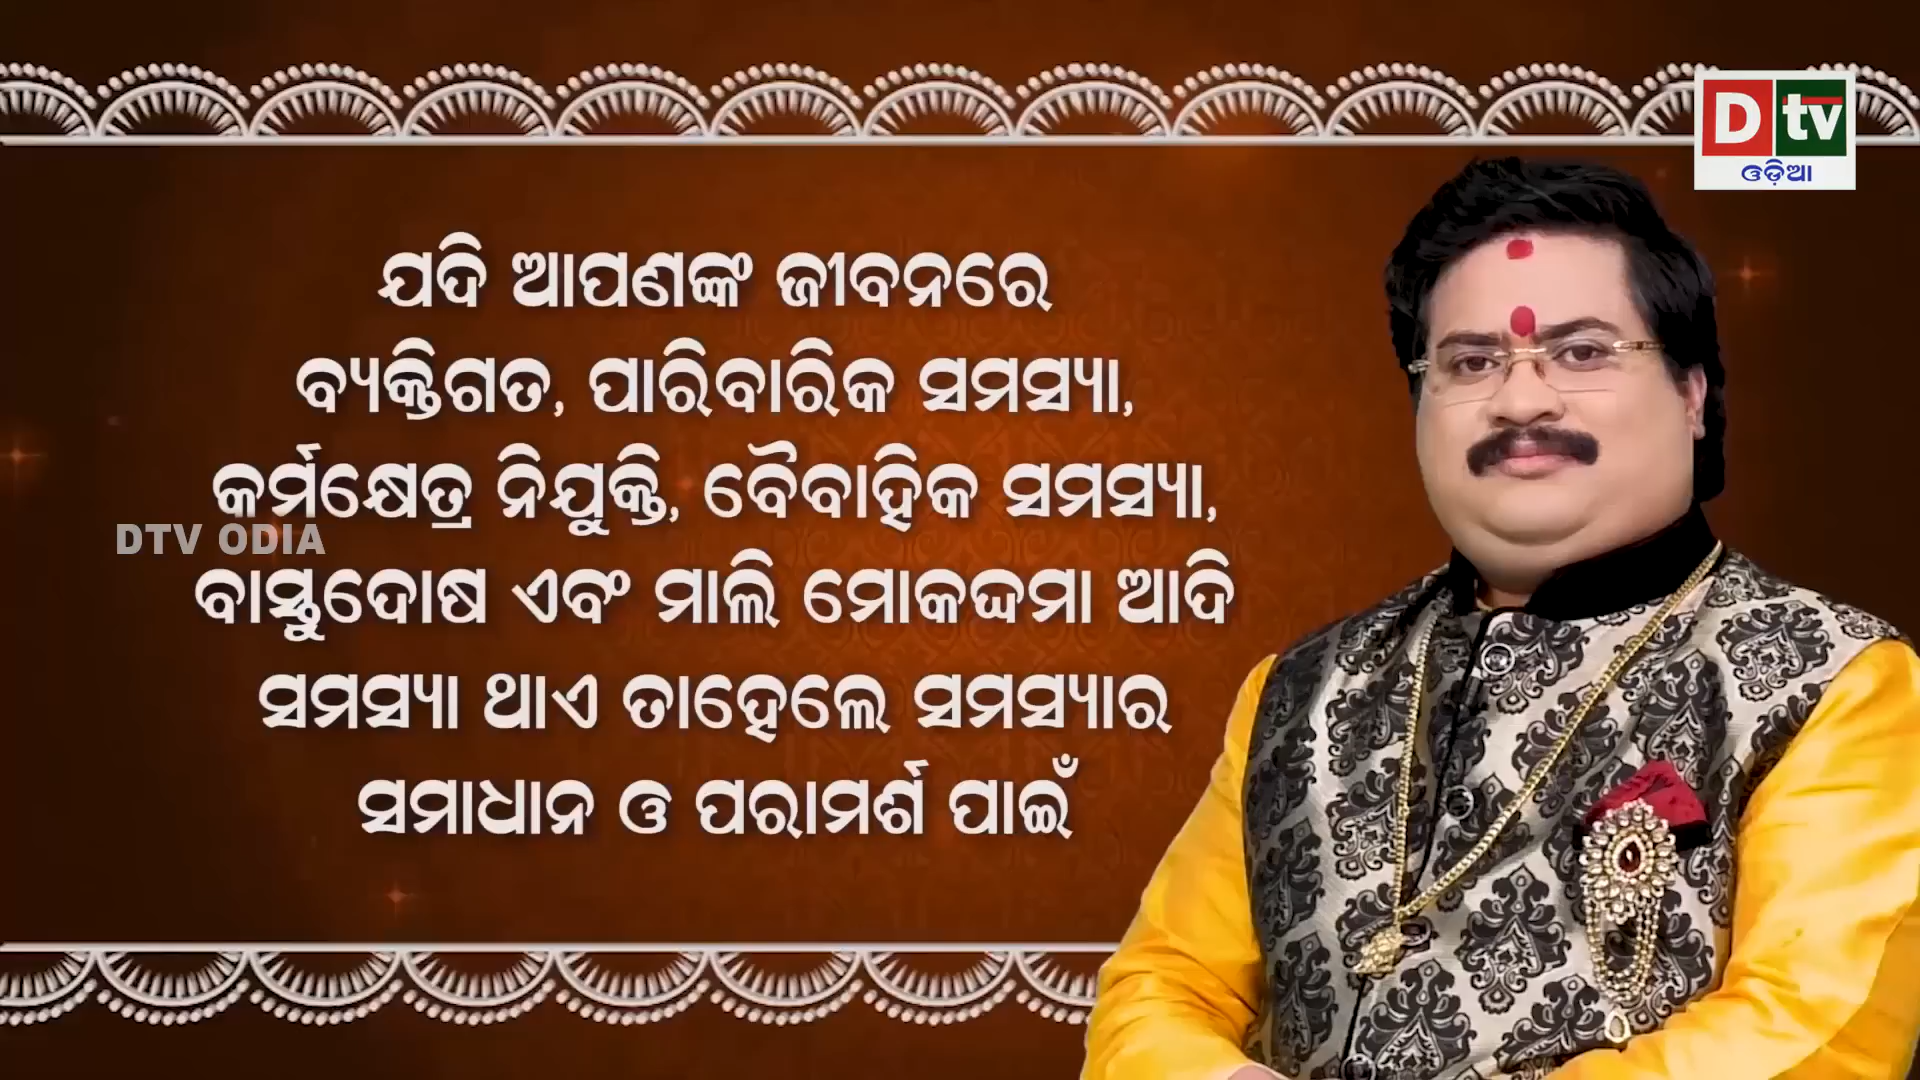 D tv
ଓଡ଼ିଆ
ଯଦି ଆପଣଙ୍କ ଜୀବନରେ
ବ୍ୟକ୍ତିଗତ, ପାରିବାରିକ ସମସ୍ୟା,
କର୍ମକ୍ଷେତ୍ର ନିଯୁକ୍ତି, ବୈବାହିକ ସମସ୍ୟା,
DTV ODIA
ବାସ୍ତୁଦୋଷ ଏବଂ ମାଲି ମୋକଦ୍ଦମା ଆଦି
ସମସ୍ୟା ଥାଏ ତାହେଲେ ସମସ୍ୟାର
ସମାଧାନ ଓ ପରାମର୍ଶ ପାଇଁ